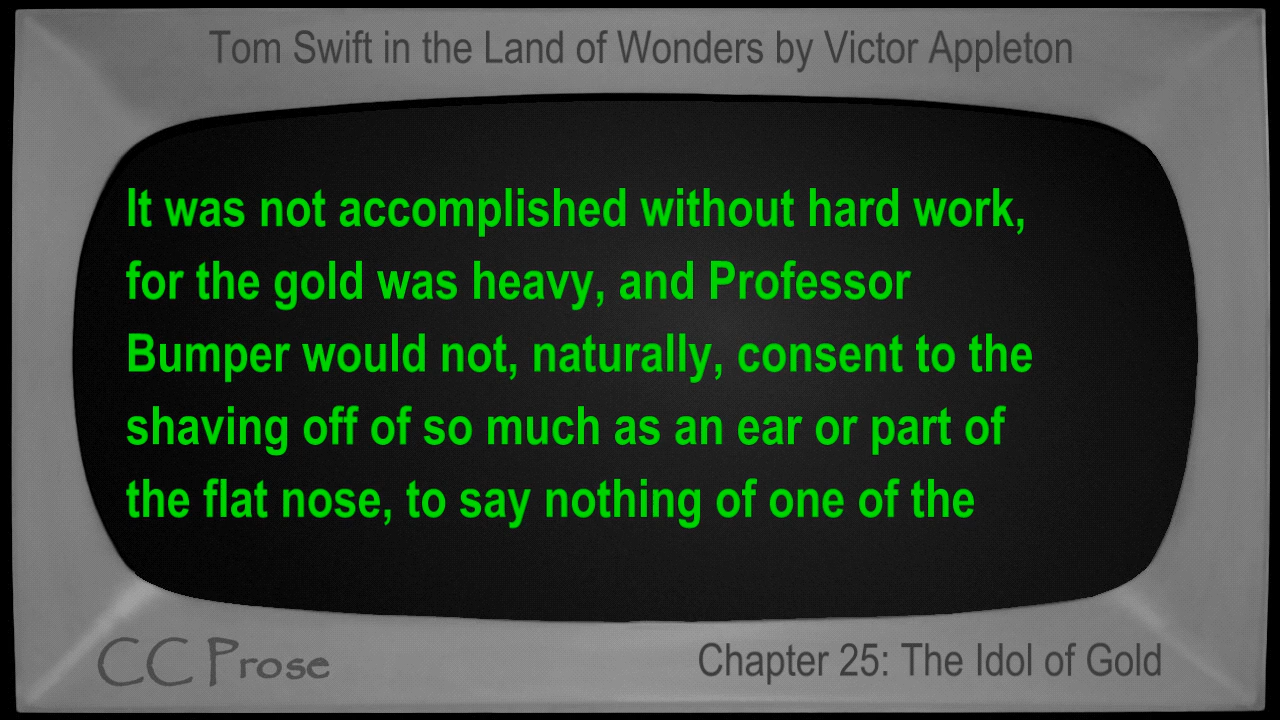 Tom Swift in the Land of Wonders by Victor Appleton
It was not accomplished without hard work,
for the gold was heavy, and Professor
Bumper would not, naturally, consent to the
shaving off of so much as an ear or part of
the flat nose, to say nothing of one of the
CC Prose
Chapter 25: The Idol of Gold